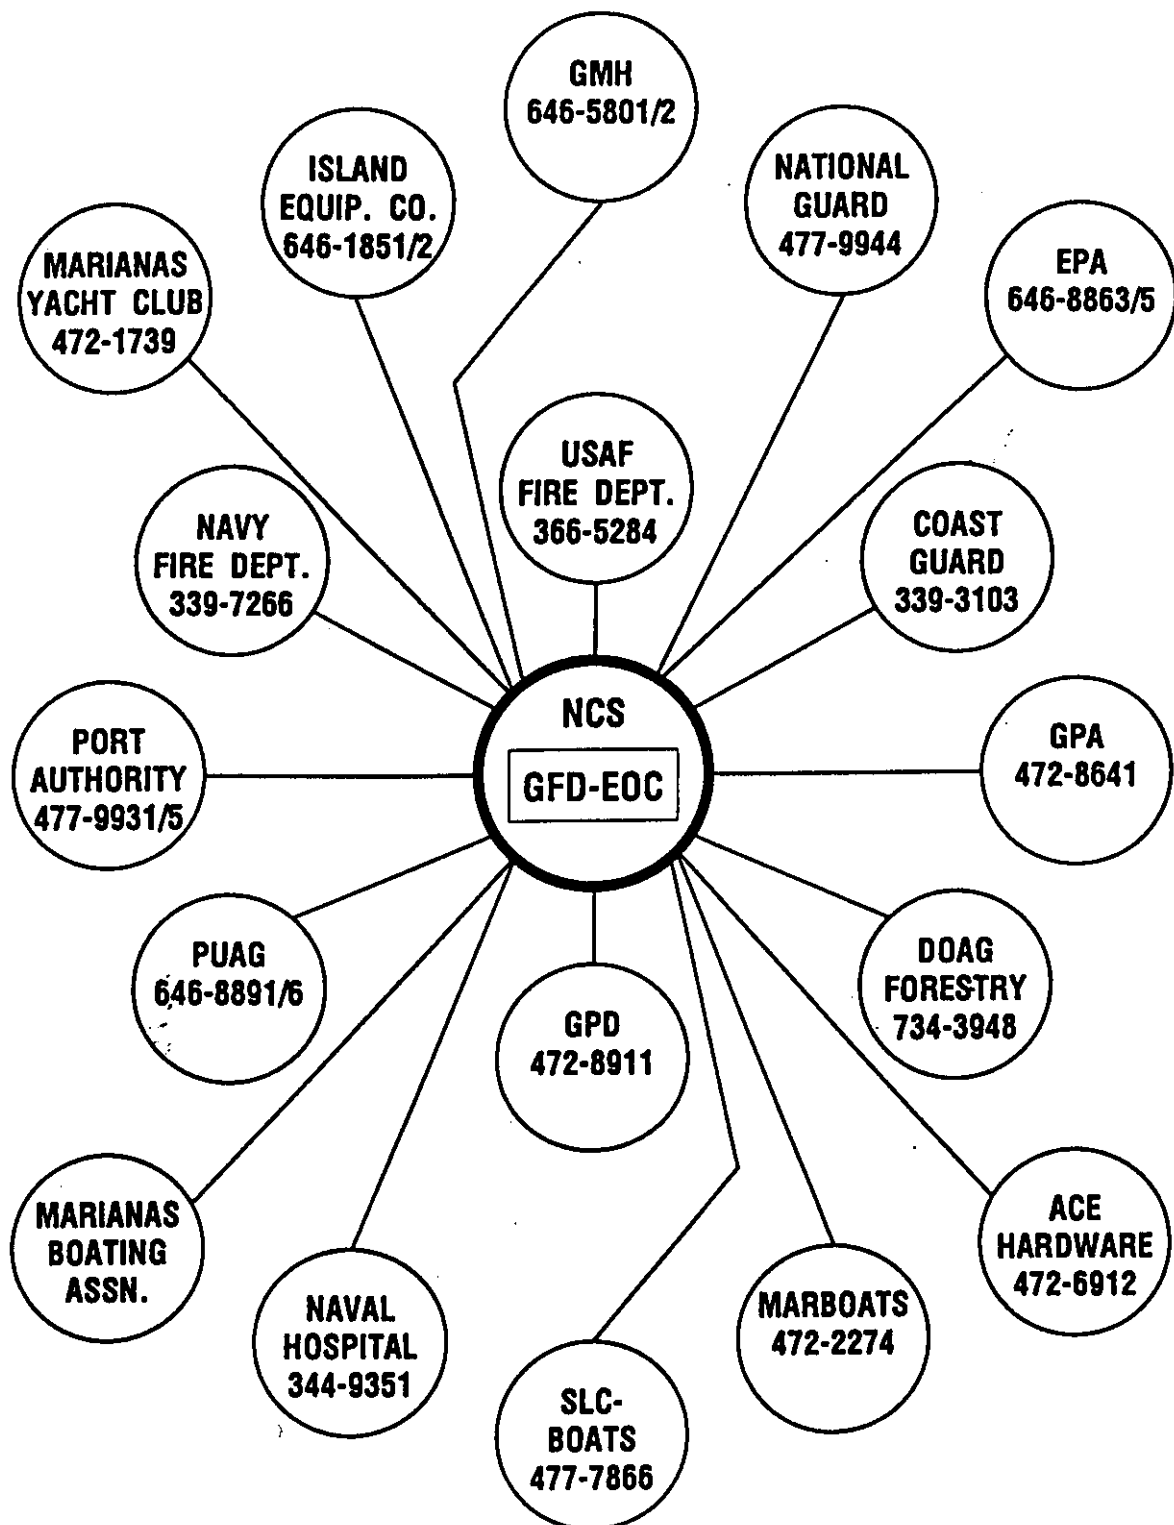 GMH
646-5801/2
ISLAND
EQUIP. CO.
646-1851/2
NATIONAL
GUARD
477-9944
MARIANAS
YACHT CLUB
472-1739
EPA
646-8863/5
USAF
FIRE DEPT.
366-5284
NAVY
FIRE DEPT.
339-7266
COAST
GUARD
339-3103
NCS
GFD-EOC
PORT
AUTHORITY
477-9931/5
GPA
472-8641
PUAG
646-8891/6
GPD
472-8911
DOAG
FORESTRY
734-3948
MARIANAS
BOATING
ASSN.
NAVAL
HOSPITAL
344-9351
SLC-
BOATS
477-7866
MARBOATS
472-2274
ACE
HARDWARE
472-6912